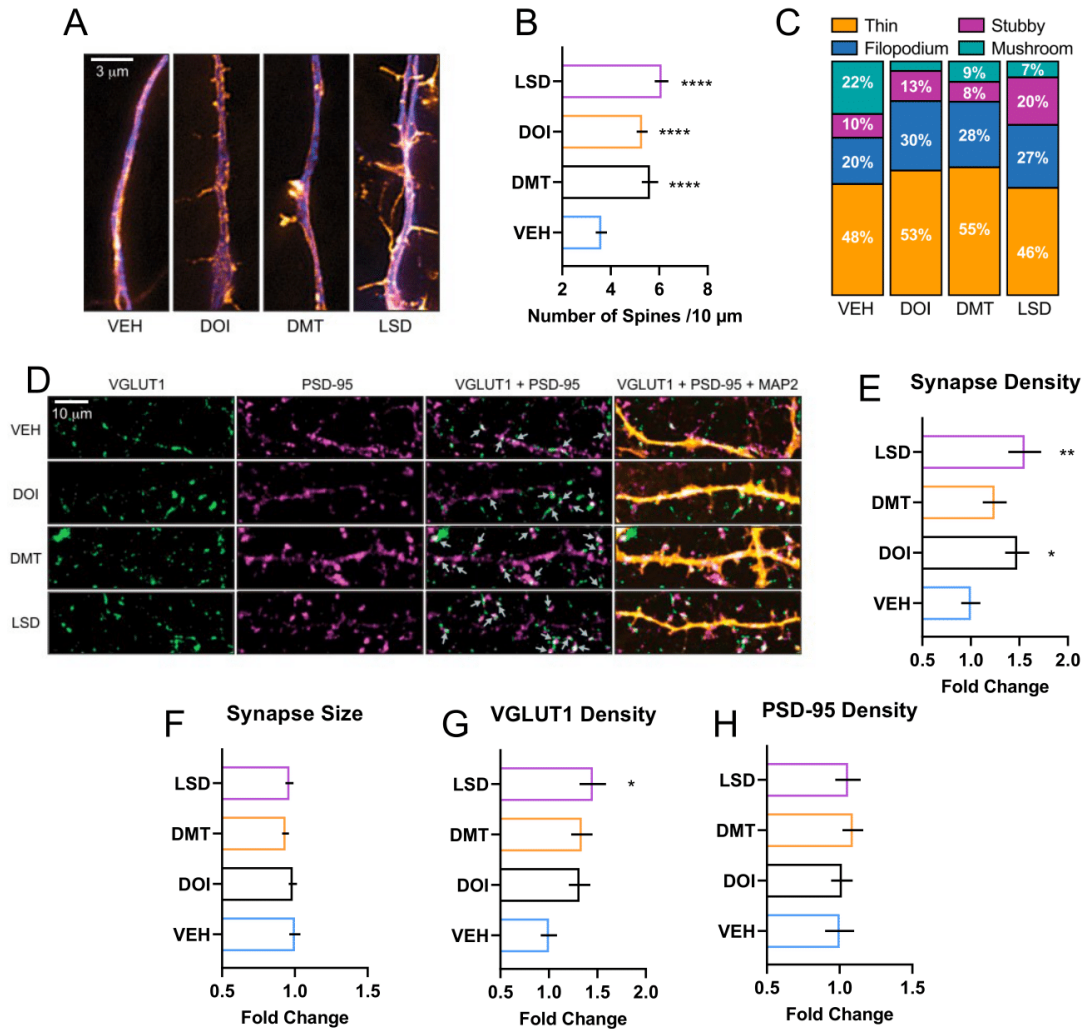 A
3 μm
VEH DOI DMT LSD
B
LSD ****
DOI ****
DMT ****
VEH
2 4 6 8
Number of Spines /10 μm
C
Thin Stubby
Filopodium Mushroom
22% 9% 7%
13% 8% 20%
10%
20% 30% 28% 27%
48% 53% 55% 46%
VEH DOI DMT LSD
D
VGLUT1 PSD-95 VGLUT1 + PSD-95 VGLUT1 + PSD-95 + MAP2
10 μm
VEH
DOI
DMT
LSD
E Synapse Density
LSD **
DMT
DOI *
VEH
0.5 1.0 1.5 2.0
Fold Change
F Synapse Size
LSD
DMT
DOI
VEH
0.5 1.0 1.5
Fold Change
G VGLUT1 Density
LSD *
DMT
DOI
VEH
0.5 1.0 1.5 2.0
Fold Change
H PSD-95 Density
LSD
DMT
DOI
VEH
0.5 1.0 1.5
Fold Change